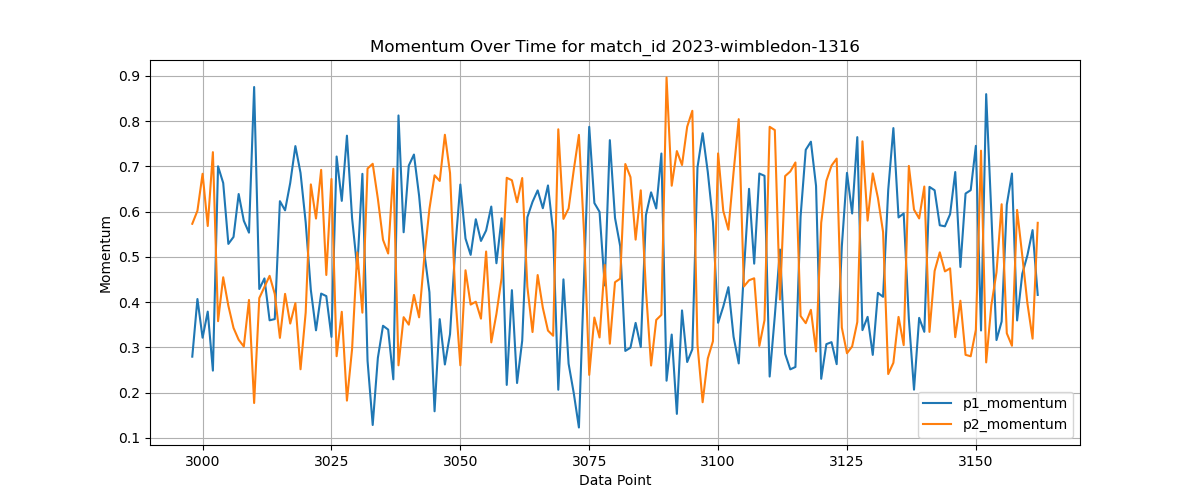 Momentum Over Time for match_id 2023-wimbledon-1316
Momentum
0.9
0.8
0.7
0.6
0.5
0.4
0.3
0.2
0.1
3000 3025 3050 3075 3100 3125 3150
Data Point
p1_momentum
p2_momentum